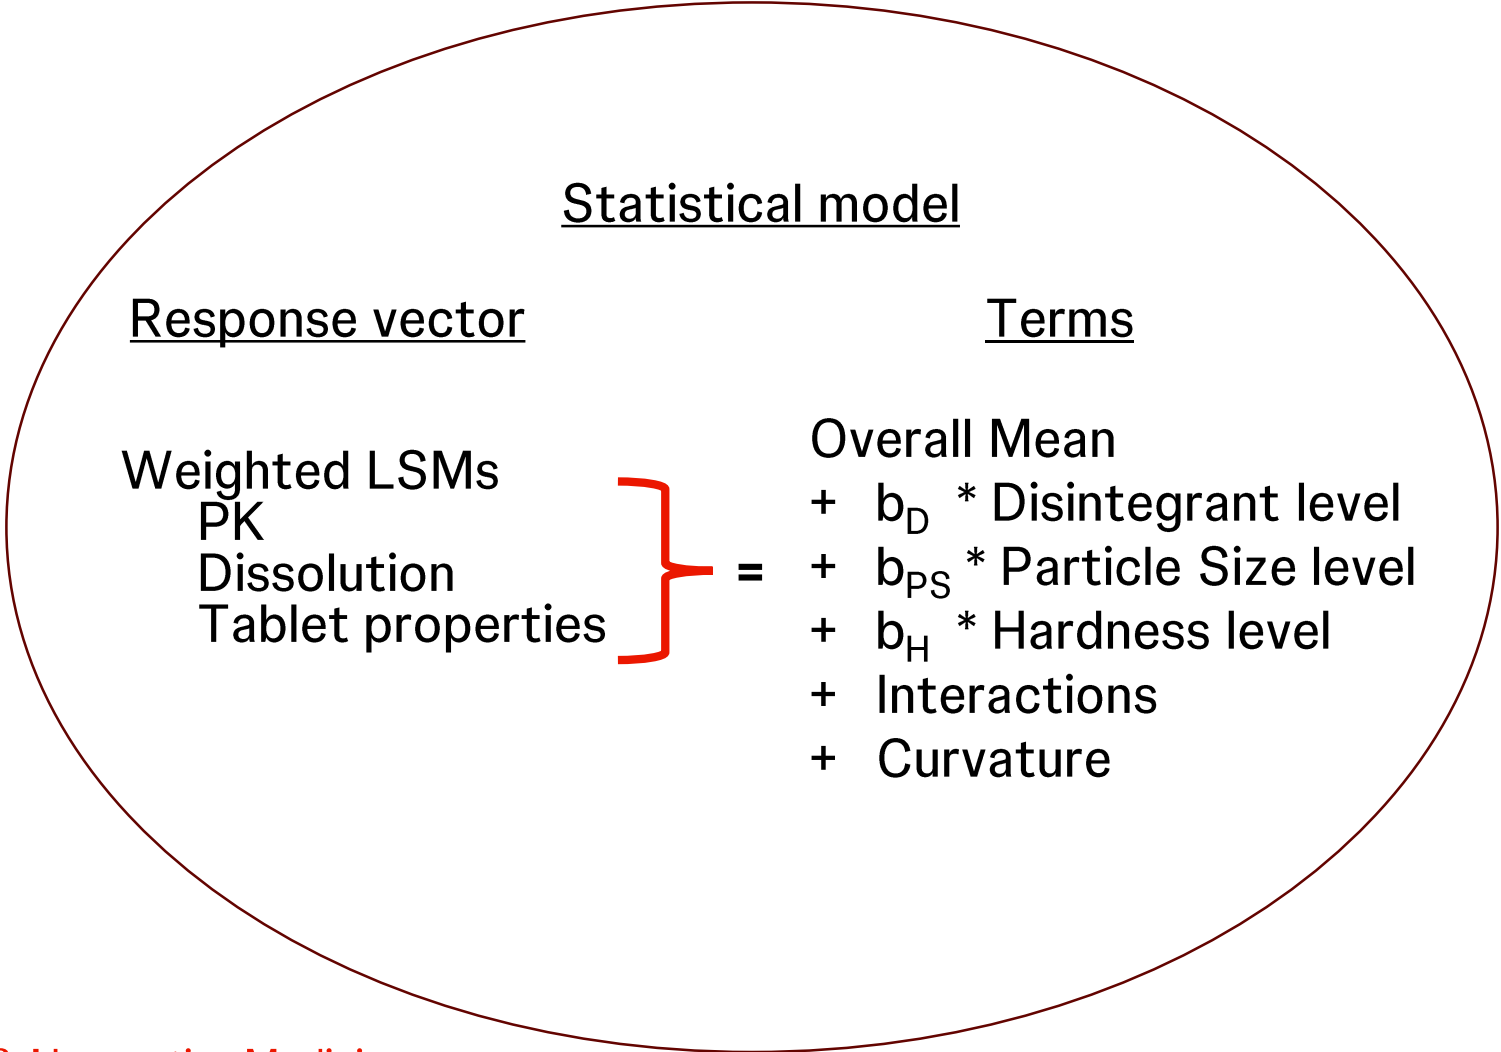 Statistical model
Response vector
Terms
Weighted LSMs
PK
Dissolution
Tablet properties
=
Overall Mean
+ b_D * Disintegrant level
+ b_PS * Particle Size level
+ b_H * Hardness level
+ Interactions
+ Curvature